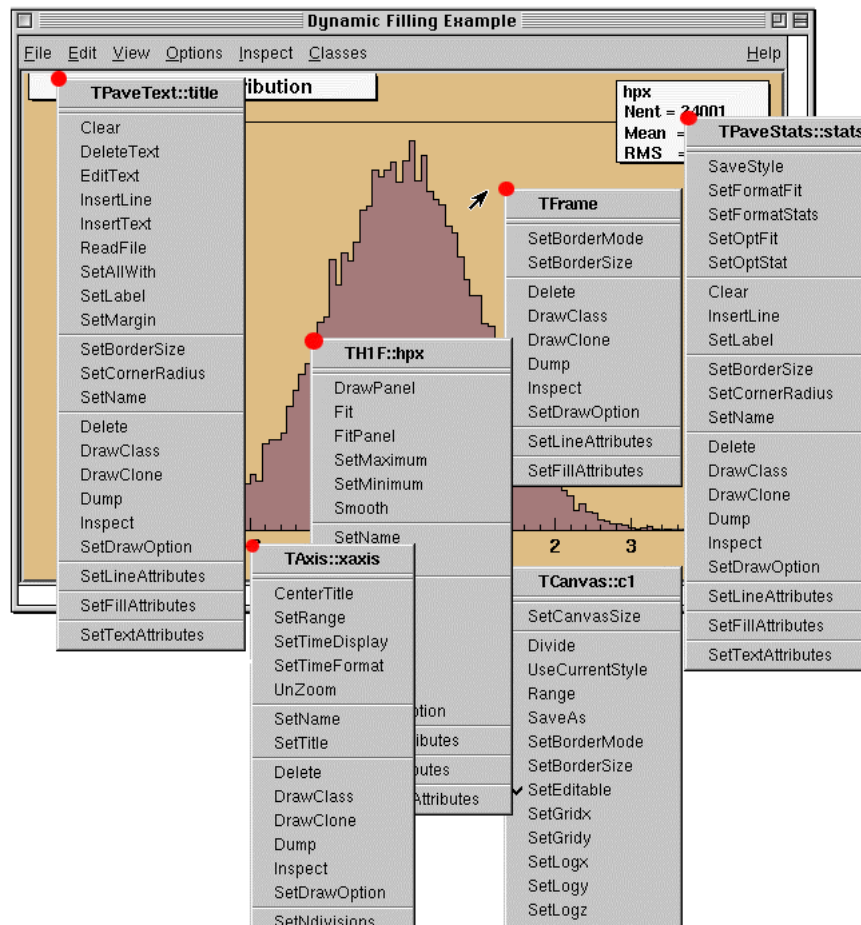 Dynamic Filling Example
File Edit View Options Inspect Classes Help
ibution
hpx
Nent = 24001
Mean =
RMS =
TPaveText::title
Clear
DeleteText
EditText
InsertLine
InsertText
ReadFile
SetAllWith
SetLabel
SetMargin
SetBorderSize
SetCornerRadius
SetName
Delete
DrawClass
DrawClone
Dump
Inspect
SetDrawOption
SetLineAttributes
SetFillAttributes
SetTextAttributes
TH1F::hpx
DrawPanel
Fit
FitPanel
SetMaximum
SetMinimum
Smooth
SetName
tion
ibutes
butes
Attributes
TAxis::xaxis
CenterTitle
SetRange
SetTimeDisplay
SetTimeFormat
UnZoom
SetName
SetTitle
Delete
DrawClass
DrawClone
Dump
Inspect
SetDrawOption
SetNdivisions
TFrame
SetBorderMode
SetBorderSize
Delete
DrawClass
DrawClone
Dump
Inspect
SetDrawOption
SetLineAttributes
SetFillAttributes
2 3
TCanvas::c1
SetCanvasSize
Divide
UseCurrentStyle
Range
SaveAs
SetBorderMode
SetBorderSize
SetEditable
SetGridx
SetGridy
SetLogx
SetLogy
SetLogz
TPaveStats::stats
SaveStyle
SetFormatFit
SetFormatStats
SetOptFit
SetOptStat
Clear
InsertLine
SetLabel
SetBorderSize
SetCornerRadius
SetName
Delete
DrawClass
DrawClone
Dump
Inspect
SetDrawOption
SetLineAttributes
SetFillAttributes
SetTextAttributes